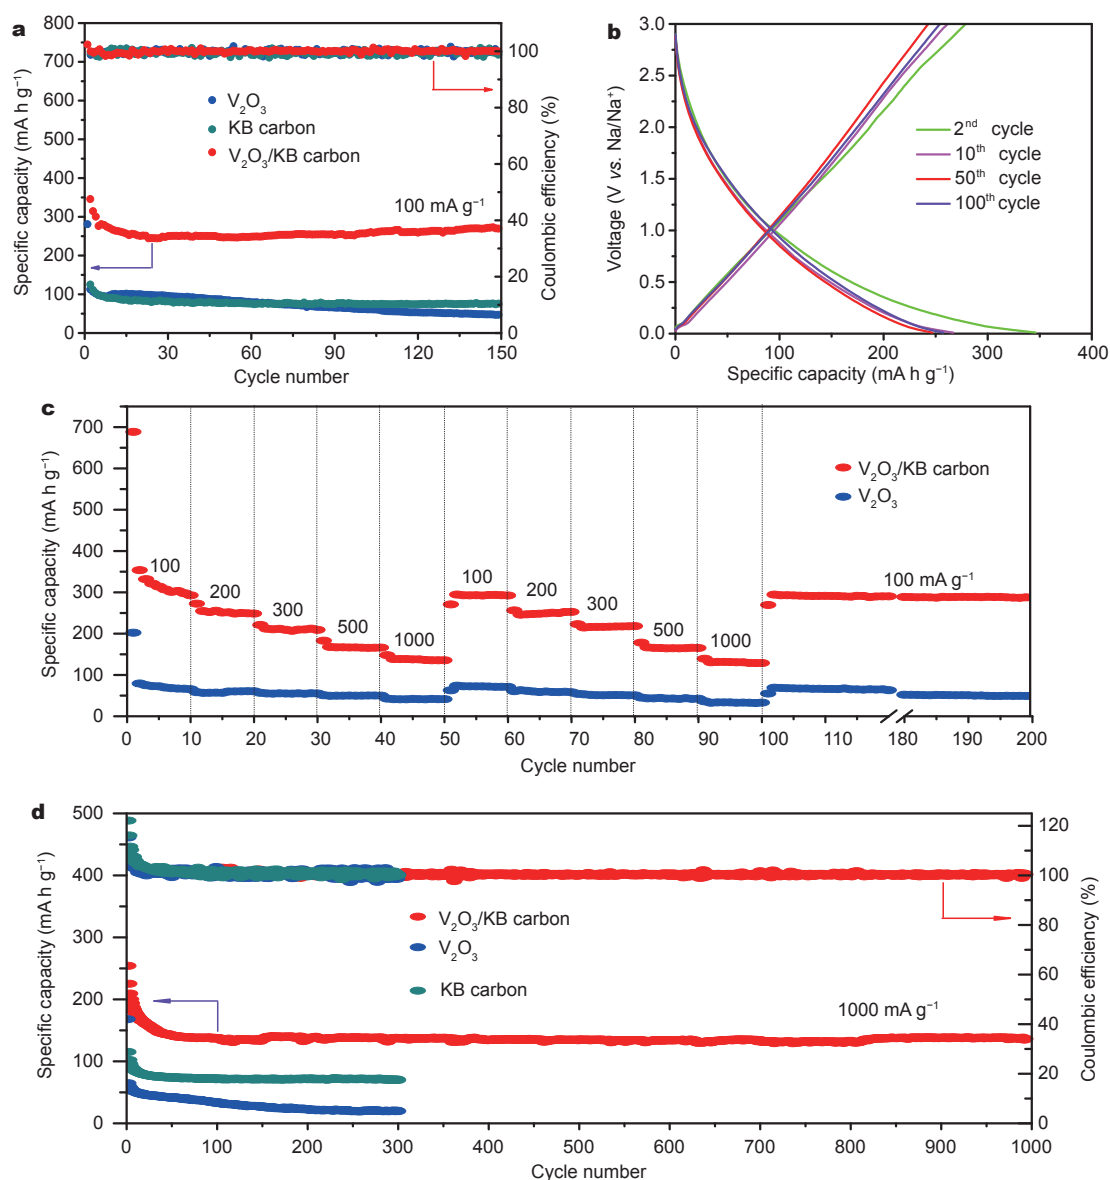 a
800
700
600
500
400
300
200
100
0
Specific capacity (mA h g⁻¹)
V₂O₃
KB carbon
V₂O₃/KB carbon
100 mA g⁻¹
100
80
60
40
20
0
Coulombic efficiency (%)
0 30 60 90 120 150
Cycle number
b
3.0
2.5
2.0
1.5
1.0
0.5
0.0
Voltage (V vs. Na/Na⁺)
2ⁿᵈ cycle
10ᵗʰ cycle
50ᵗʰ cycle
100ᵗʰ cycle
0 100 200 300 400
Specific capacity (mA h g⁻¹)
c
700
600
500
400
300
200
100
0
Specific capacity (mA h g⁻¹)
V₂O₃/KB carbon
V₂O₃
100 200 300 500 1000 100 200 300 500 1000 100 mA g⁻¹
0 10 20 30 40 50 60 70 80 90 100 110 180 190 200
Cycle number
d
500
400
300
200
100
0
Specific capacity (mA h g⁻¹)
V₂O₃/KB carbon
V₂O₃
KB carbon
1000 mA g⁻¹
120
100
80
60
40
20
0
Coulombic efficiency (%)
0 100 200 300 400 500 600 700 800 900 1000
Cycle number